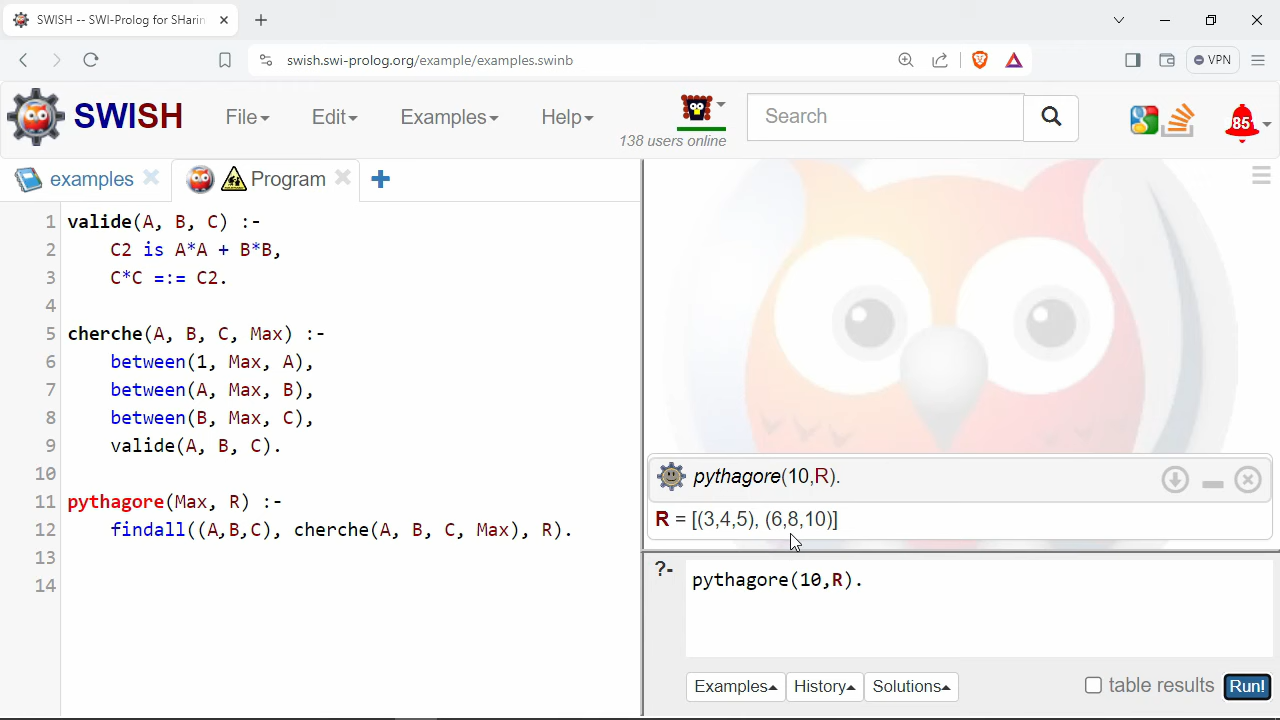 SWISH -- SWI-Prolog for SHarin
swish.swi-prolog.org/example/examples.swinb
VPN
SWISH
File
Edit
Examples
Help
138 users online
Search
85
examples
Program
1 valide(A, B, C) :-
2 C2 is A*A + B*B,
3 C*C =:= C2.
4
5 cherche(A, B, C, Max) :-
6 between(1, Max, A),
7 between(A, Max, B),
8 between(B, Max, C),
9 valide(A, B, C).
10
11 pythagore(Max, R) :-
12 findall((A,B,C), cherche(A, B, C, Max), R).
13
14
pythagore(10,R).
R = [(3,4,5), (6,8,10)]
?- pythagore(10,R).
Examples
History
Solutions
table results
Run!